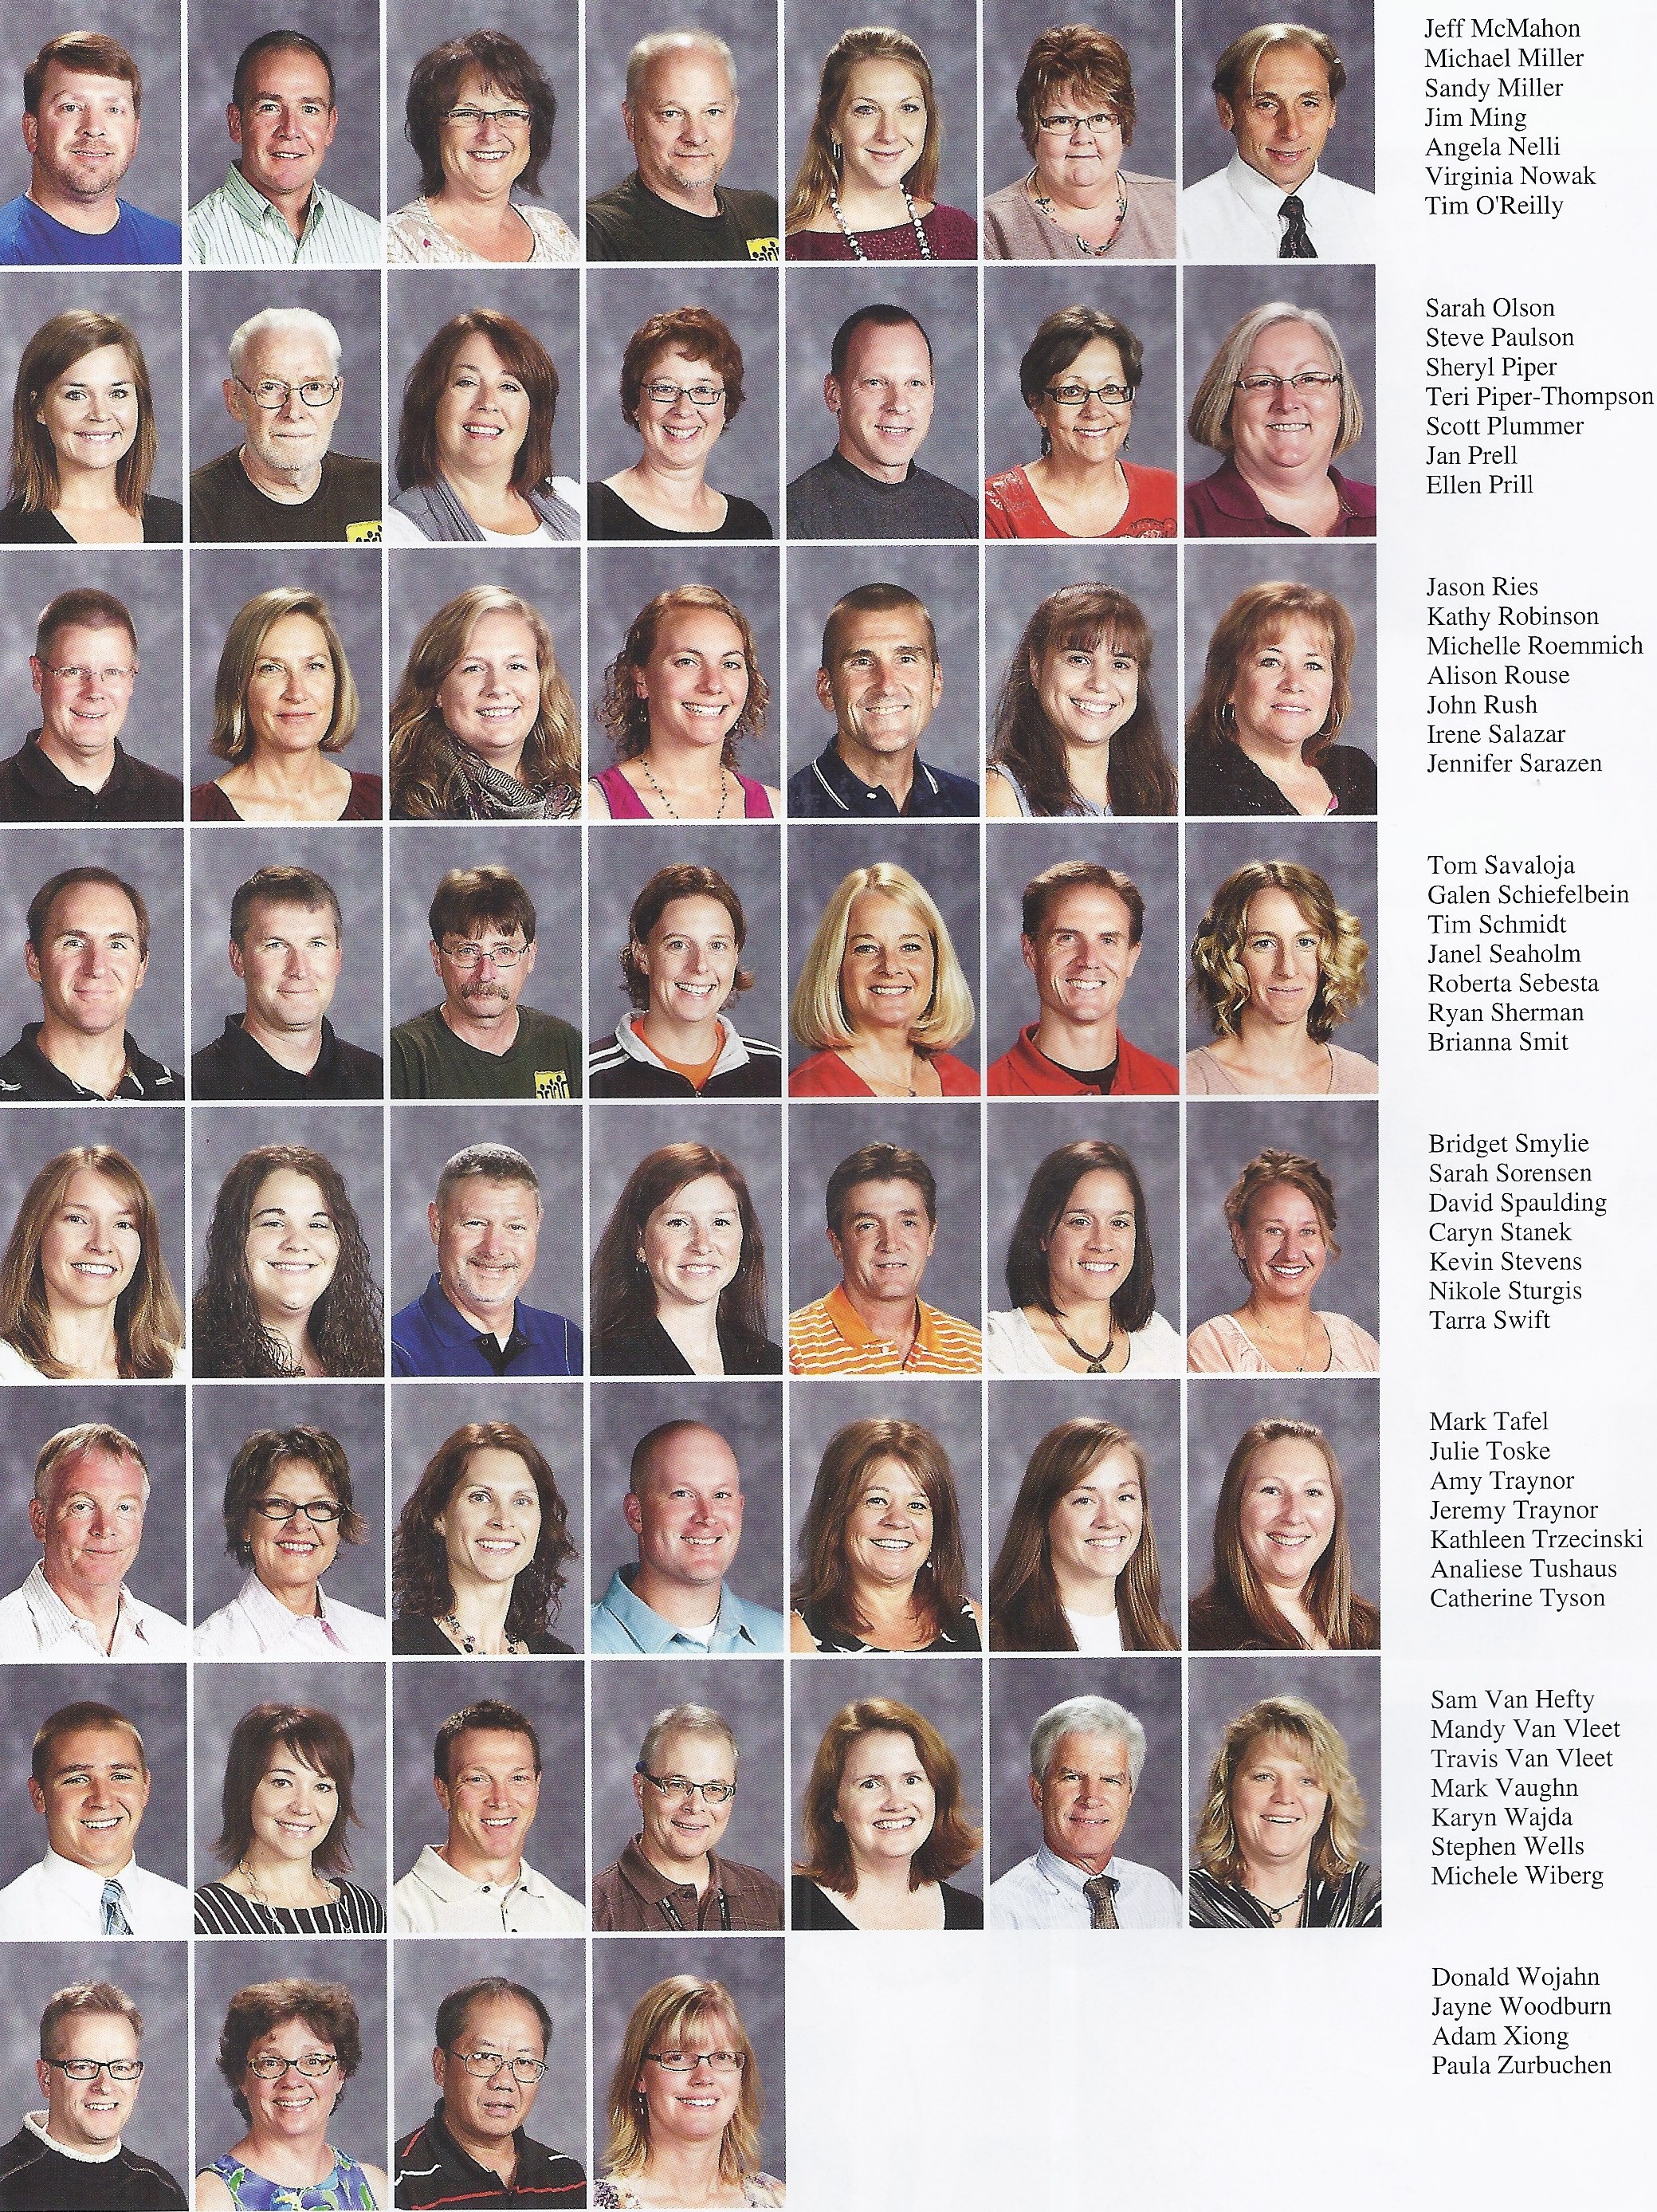 Jeff McMahon
Michael Miller
Sandy Miller
Jim Ming
Angela Nelli
Virginia Nowak
Tim O'Reilly
Sarah Olson
Steve Paulson
Sheryl Piper
Teri Piper-Thompson
Scott Plummer
Jan Prell
Ellen Prill
Jason Ries
Kathy Robinson
Michelle Roemmich
Alison Rouse
John Rush
Irene Salazar
Jennifer Sarazen
Tom Savaloja
Galen Schiefelbein
Tim Schmidt
Janel Seaholm
Roberta Sebesta
Ryan Sherman
Brianna Smit
Bridget Smylie
Sarah Sorensen
David Spaulding
Caryn Stanek
Kevin Stevens
Nikole Sturgis
Tarra Swift
Mark Tafel
Julie Toske
Amy Traynor
Jeremy Traynor
Kathleen Trzecinski
Analiese Tushaus
Catherine Tyson
Sam Van Hefty
Mandy Van Vleet
Travis Van Vleet
Mark Vaughn
Karyn Wajda
Stephen Wells
Michele Wiberg
Donald Wojahn
Jayne Woodburn
Adam Xiong
Paula Zurbuchen